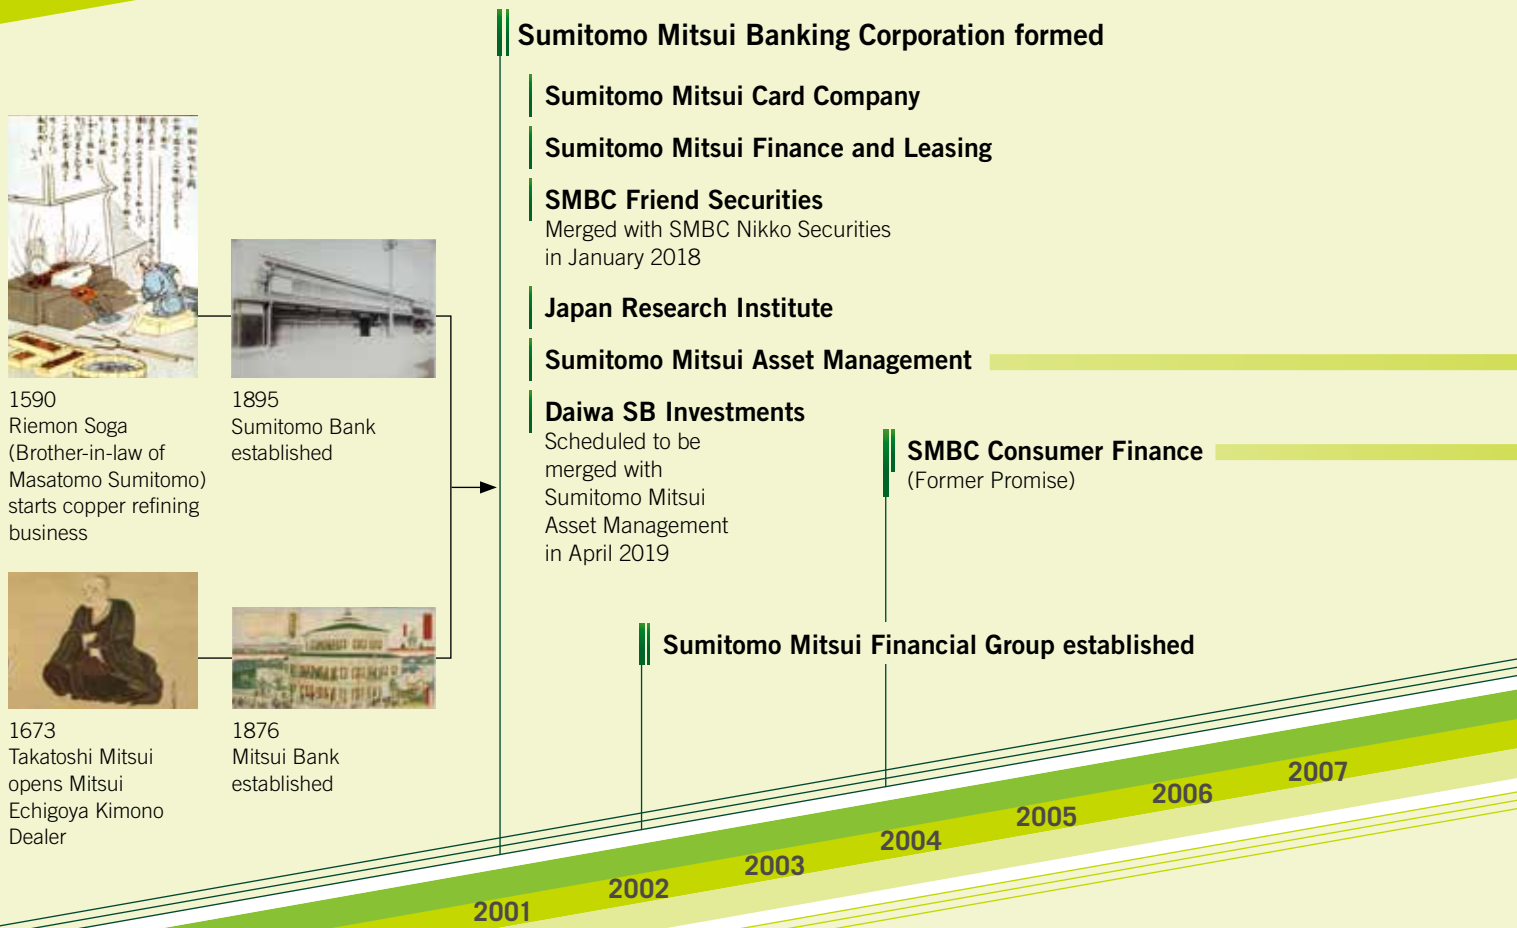 Sumitomo Mitsui Banking Corporation formed
Sumitomo Mitsui Card Company
Sumitomo Mitsui Finance and Leasing
SMBC Friend Securities
Merged with SMBC Nikko Securities
in January 2018
Japan Research Institute
Sumitomo Mitsui Asset Management
Daiwa SB Investments
Scheduled to be
merged with
Sumitomo Mitsui
Asset Management
in April 2019
SMBC Consumer Finance
(Former Promise)
Sumitomo Mitsui Financial Group established
1590
Riemon Soga
(Brother-in-law of
Masatomo Sumitomo)
starts copper refining
business
1895
Sumitomo Bank
established
1673
Takatoshi Mitsui
opens Mitsui
Echigoya Kimono
Dealer
1876
Mitsui Bank
established
2001
2002
2003
2004
2005
2006
2007